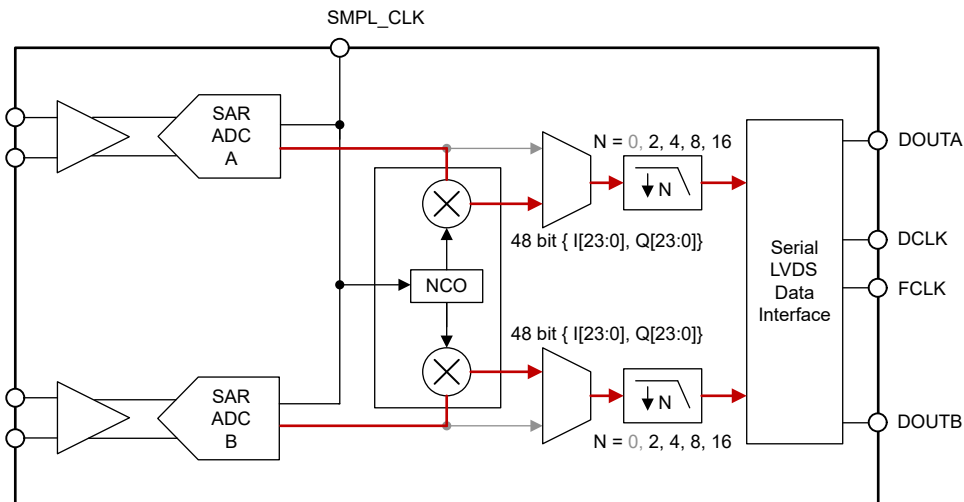 SMPL_CLK
SAR
ADC
A
N = 0, 2, 4, 8, 16
N
DOUTA
48 bit { I[23:0], Q[23:0]}
DCLK
NCO
Serial
LVDS
Data
Interface
FCLK
48 bit { I[23:0], Q[23:0]}
SAR
ADC
B
N
DOUTB
N = 0, 2, 4, 8, 16